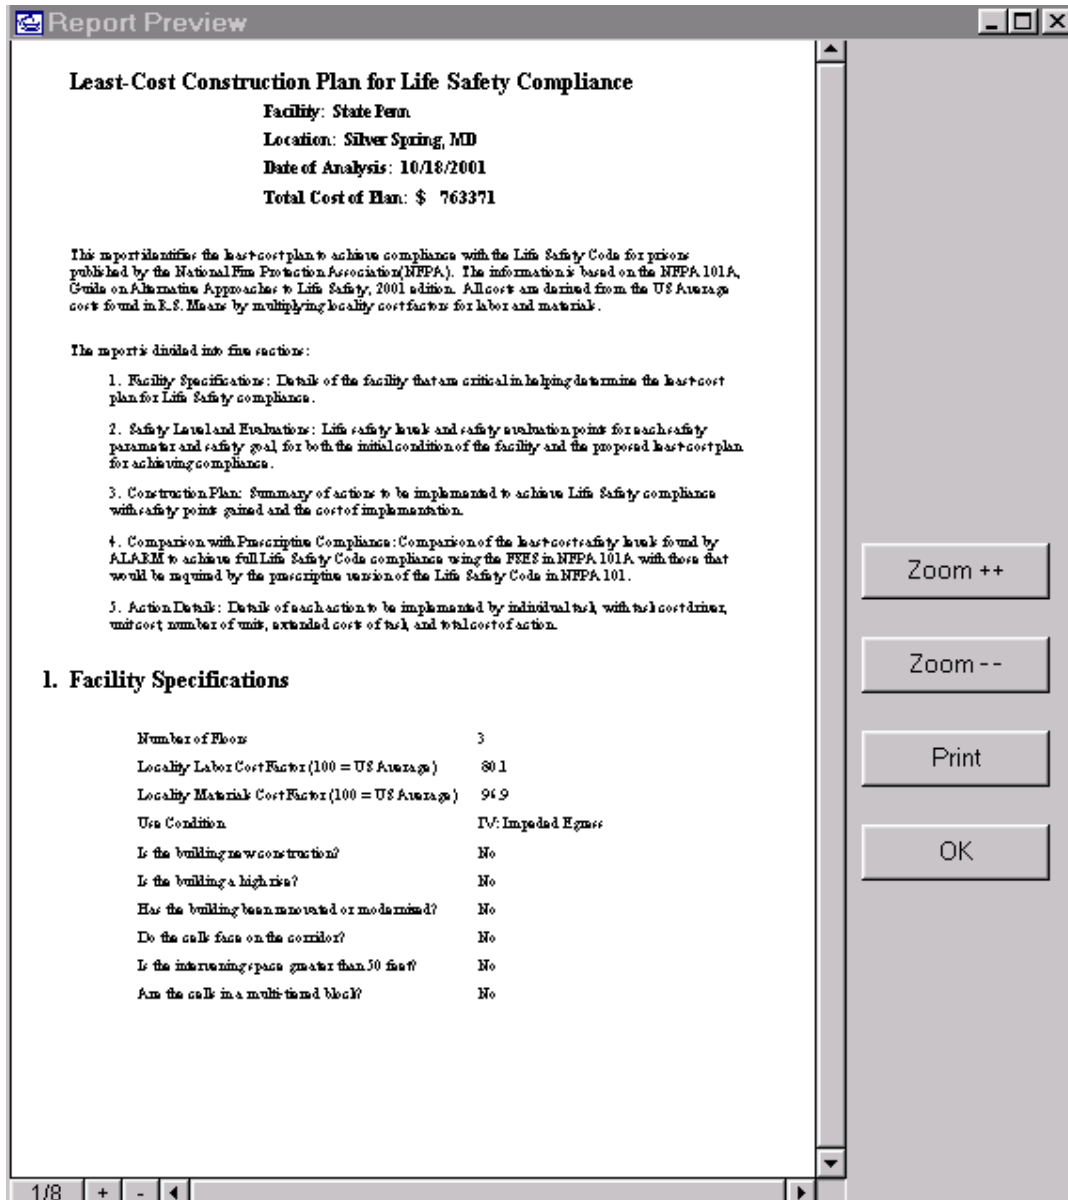 Report Preview
Least-Cost Construction Plan for Life Safety Compliance
Facility: State Penn
Location: Silver Spring, MD
Date of Analysis: 10/18/2001
Total Cost of Plan: $ 763371
This report identifies the least-cost plan to achieve compliance with the Life Safety Code for prisons
published by the National Fire Protection Association(NFPA). The information is based on the NFPA 101A,
Guide on Alternative Approaches to Life Safety, 2001 edition. All costs are derived from the US Average
costs found in R.S. Means by multiplying locality cost factors for labor and materials.
The report is divided into five sections:
1. Facility Specifications: Details of the facility that are critical in helping determine the least-cost
plan for Life Safety compliance.
2. Safety Level and Evaluations: Life safety levels and safety evaluation points for each safety
parameter and safety goal, for both the initial condition of the facility and the proposed least-cost plan
for achieving compliance.
3. Construction Plan: Summary of actions to be implemented to achieve Life Safety compliance
with safety points gained and the cost of implementation.
4. Comparison with Prescriptive Compliance: Comparison of the least-cost safety levels found by
ALARM to achieve full Life Safety Code compliance using the FSES in NFPA 101A with those that
would be required by the prescriptive version of the Life Safety Code in NFPA 101.
5. Action Details: Details of each action to be implemented by individual task, with task cost driver,
unit cost, number of units, extended costs of task, and total cost of action.
1. Facility Specifications
Number of Floors 3
Locality Labor Cost Factor (100 = US Average) 80.1
Locality Materials Cost Factor (100 = US Average) 96.9
Use Condition IV: Impeded Egress
Is the building new construction? No
Is the building a high rise? No
Has the building been renovated or modernized? No
Do the cells face on the corridor? No
Is the intervening space greater than 50 feet? No
Are the cells in a multi-tiered block? No
Zoom ++
Zoom --
Print
OK
1/8 + -